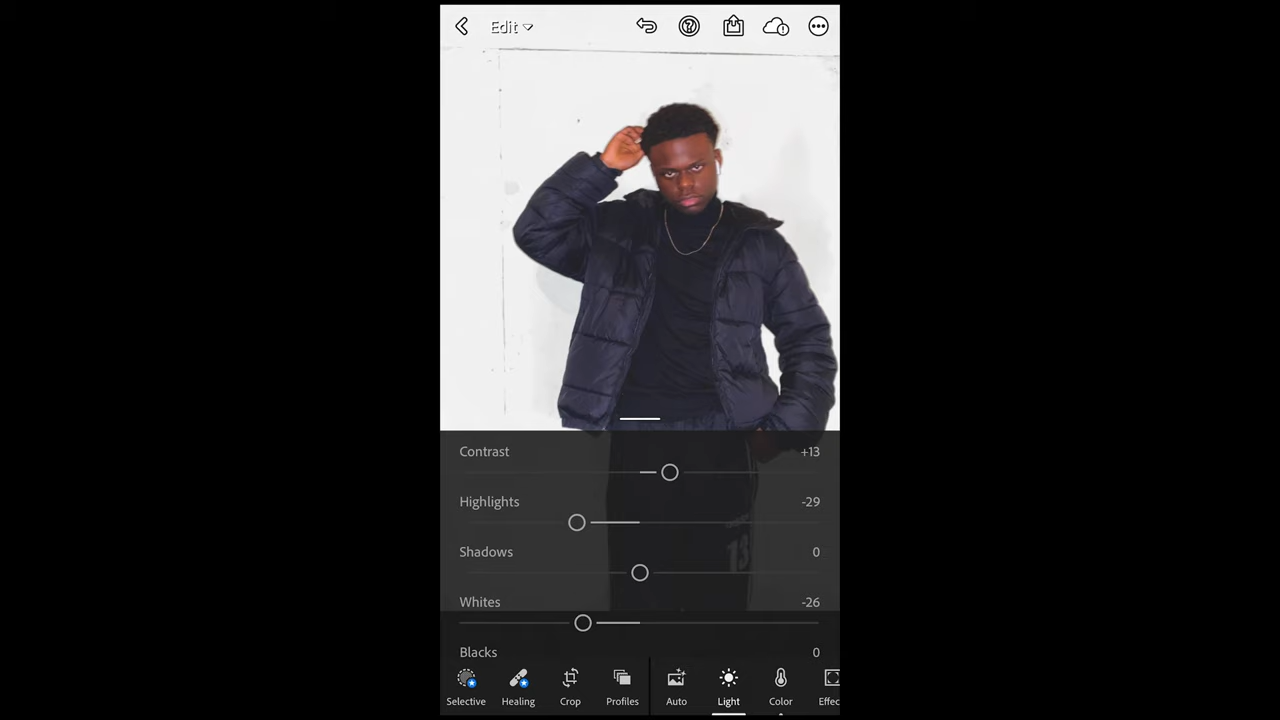 Edit
Contrast +13
Highlights -29
Shadows 0
Whites -26
Blacks 0
Selective Healing Crop Profiles Auto Light Color Effec
13